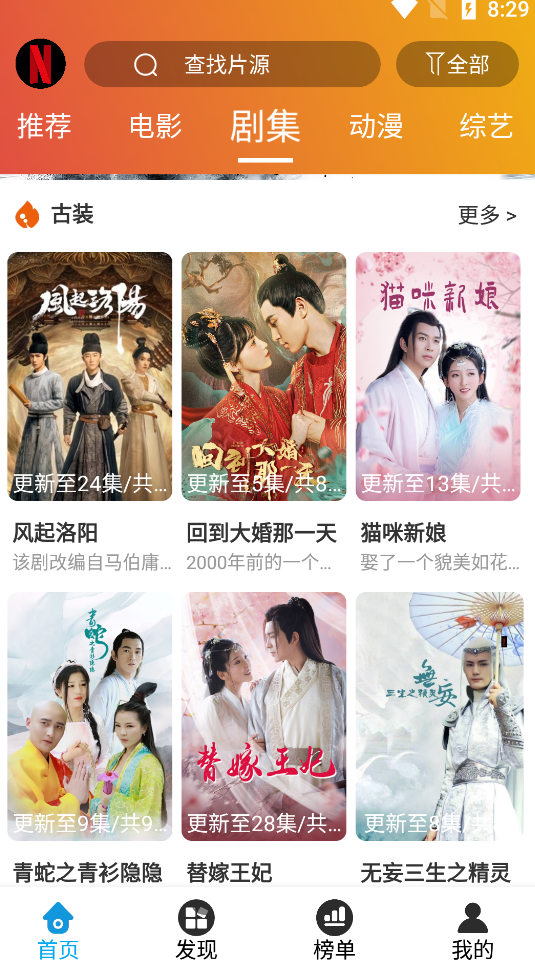 8:29
N
查找片源
全部
推荐 电影 剧集 动漫 综艺
古装
更多 >
風起洛陽
回到大婚那一天
猫咪新娘
更新至24集/共...
更新至5集/共8...
更新至13集/共...
风起洛阳
回到大婚那一天
猫咪新娘
该剧改编自马伯庸...
2000年前的一个...
娶了一个貌美如花...
青蛇
替嫁王妃
無妄
三生之精灵
更新至9集/共9...
更新至28集/共...
更新至8集/共...
青蛇之青衫隐隐
替嫁王妃
无妄三生之精灵
首页 发现 榜单 我的